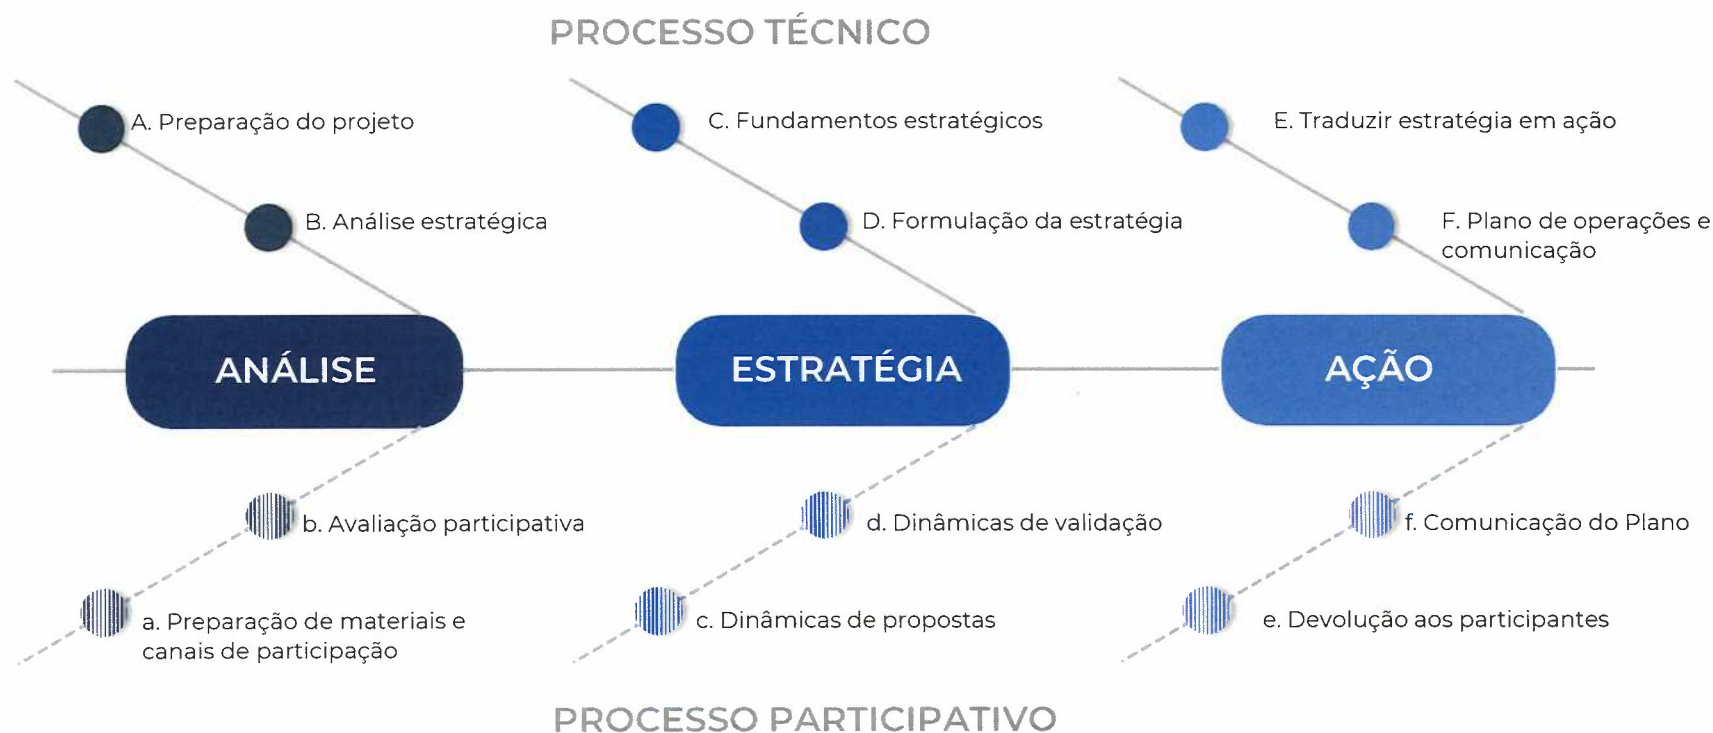 PROCESSO TÉCNICO
A. Preparação do projeto
C. Fundamentos estratégicos
E. Traduzir estratégia em ação
B. Análise estratégica
D. Formulação da estratégia
F. Plano de operações e
comunicação
ANÁLISE
ESTRATÉGIA
AÇÃO
b. Avaliação participativa
d. Dinâmicas de validação
f. Comunicação do Plano
a. Preparação de materiais e
canais de participação
c. Dinâmicas de propostas
e. Devolução aos participantes
PROCESSO PARTICIPATIVO